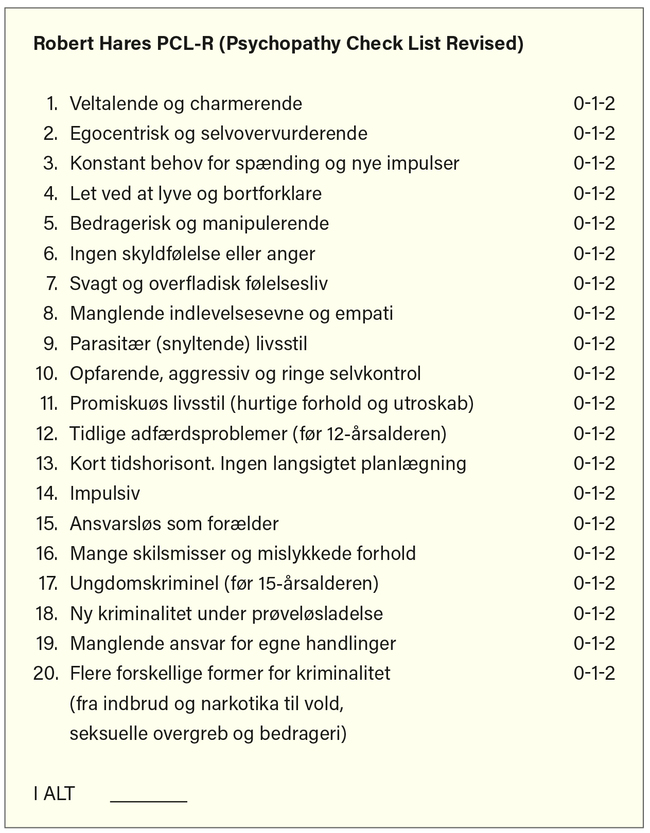 Robert Hares PCL-R (Psychopathy Check List Revised)
1. Veltalende og charmerende 0-1-2
2. Egocentrisk og selvovervurderende 0-1-2
3. Konstant behov for spænding og nye impulser 0-1-2
4. Let ved at lyve og bortforklare 0-1-2
5. Bedragerisk og manipulerende 0-1-2
6. Ingen skyldfølelse eller anger 0-1-2
7. Svagt og overfladisk følelsesliv 0-1-2
8. Manglende indlevelsesevne og empati 0-1-2
9. Parasitær (snyltende) livsstil 0-1-2
10. Opfarende, aggressiv og ringe selvkontrol 0-1-2
11. Promiskuøs livsstil (hurtige forhold og utroskab) 0-1-2
12. Tidlige adfærdsproblemer (før 12-årsalderen) 0-1-2
13. Kort tidshorisont. Ingen langsigtet planlægning 0-1-2
14. Impulsiv 0-1-2
15. Ansvarsløs som forælder 0-1-2
16. Mange skilsmisser og mislykkede forhold 0-1-2
17. Ungdomskriminel (før 15-årsalderen) 0-1-2
18. Ny kriminalitet under prøveløsladelse 0-1-2
19. Manglende ansvar for egne handlinger 0-1-2
20. Flere forskellige former for kriminalitet 0-1-2
(fra indbrud og narkotika til vold,
seksuelle overgreb og bedrageri)
I ALT ________